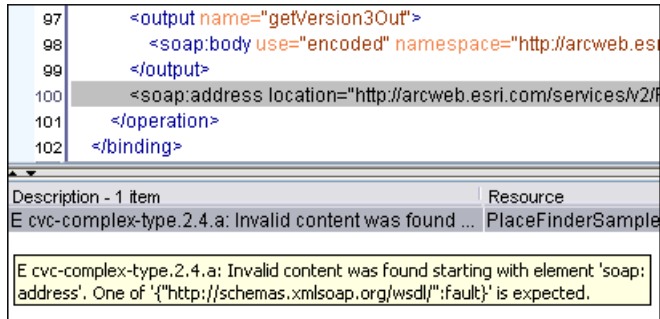 97 <output name="getVersion3Out">
98 <soap:body use="encoded" namespace="http://arcweb.esri
99 </output>
100 <soap:address location="http://arcweb.esri.com/services/v2/
101 </operation>
102 </binding>
Description - 1 item Resource
E cvc-complex-type.2.4.a: Invalid content was found ... PlaceFinderSample
E cvc-complex-type.2.4.a: Invalid content was found starting with element 'soap:
address'. One of '{"http://schemas.xmlsoap.org/wsdl/":fault}' is expected.